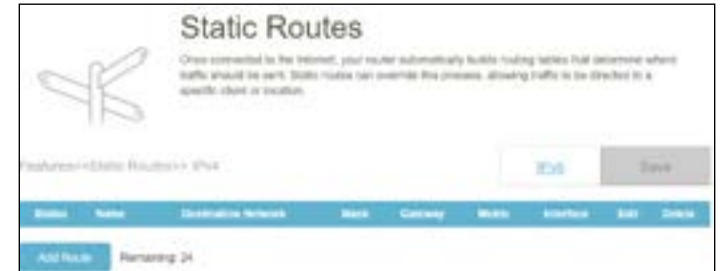 Static Routes
Once connected to the Internet, your router automatically builds routing tables that determine where
traffic should be sent. Static routes can override this process, allowing traffic to be directed to a
specific client or location.
Features>>Static Routes>> IPv4
IPv6 Save
Status Name Destination Network Mask Gateway Metric Interface Edit Delete
Add Route Remaining: 24